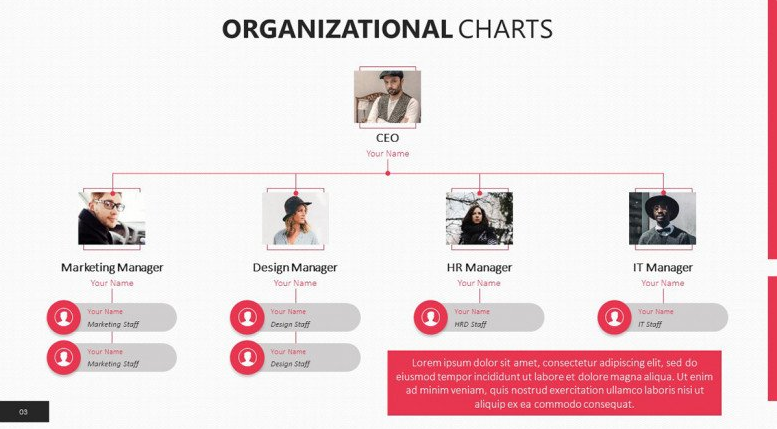 ORGANIZATIONAL CHARTS
CEO
Your Name
Marketing Manager
Your Name
Design Manager
Your Name
HR Manager
Your Name
IT Manager
Your Name
Your Name
Marketing Staff
Your Name
Design Staff
Your Name
HRD Staff
Your Name
IT Staff
Your Name
Marketing Staff
Your Name
Design Staff
Lorem ipsum dolor sit amet, consectetur adipiscing elit, sed do
eiusmod tempor incididunt ut labore et dolore magna aliqua. Ut enim
ad minim veniam, quis nostrud exercitation ullamco laboris nisi ut
aliquip ex ea commodo consequat.
03